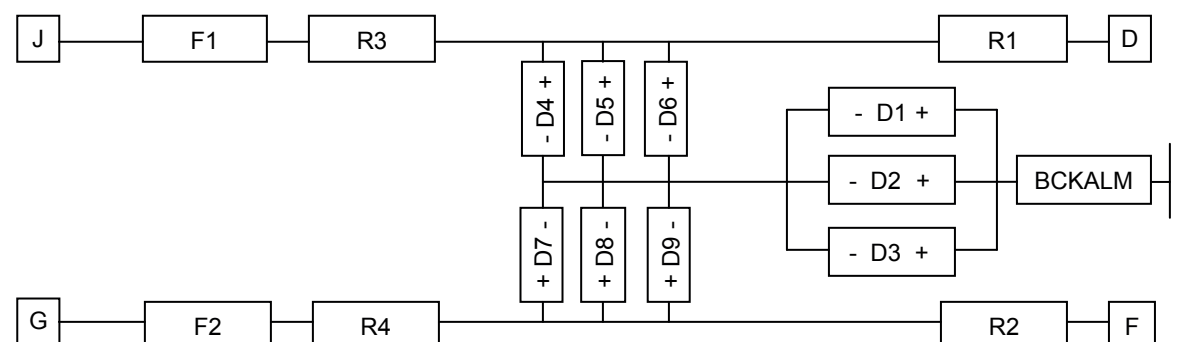 J F1 R3 R1 D
- D4 + - D5 + - D6 +
- D1 +
- D2 + BCKALM
- D3 +
+ D7 - + D8 - + D9 -
G F2 R4 R2 F